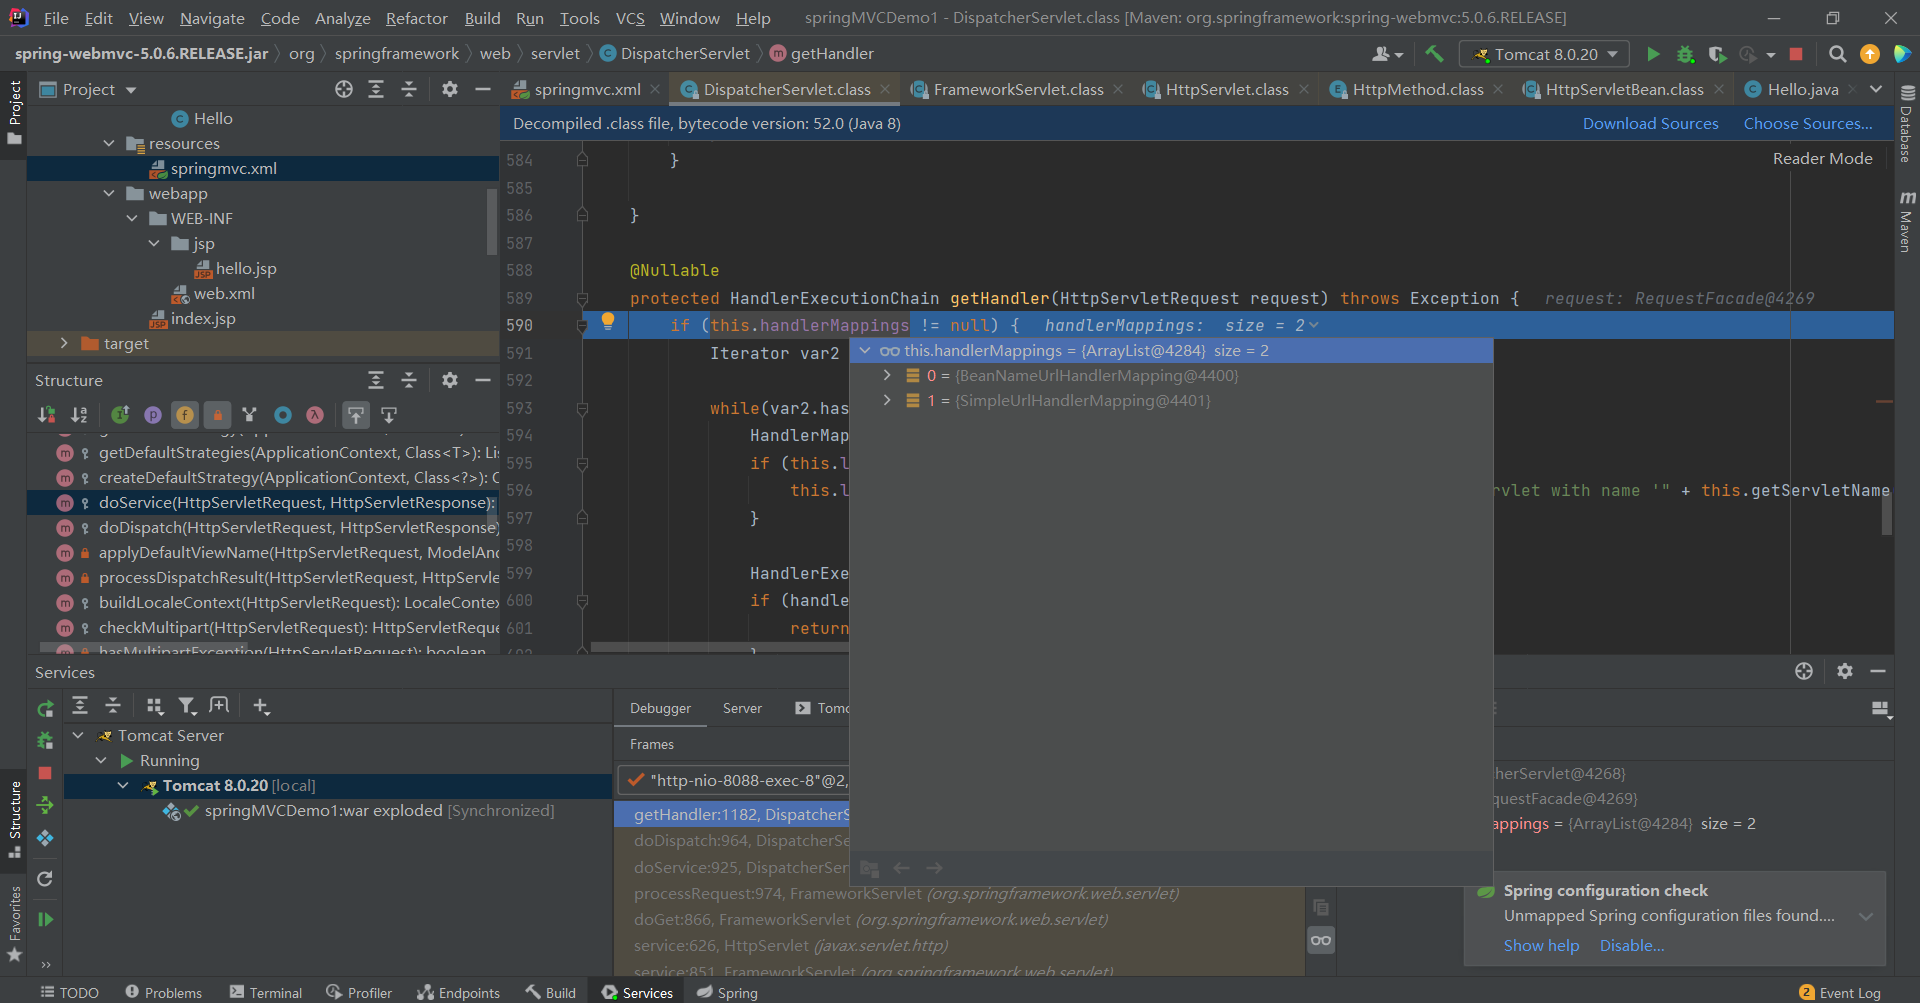 File Edit View Navigate Code Analyze Refactor Build Run Tools VCS Window Help springMVCDemo1 - DispatcherServlet.class [Maven: org.springframework:spring-webmvc:5.0.6.RELEASE]
spring-webmvc-5.0.6.RELEASE.jar org springframework web servlet DispatcherServlet getHandler Tomcat 8.0.20
Project
Project springmvc.xml DispatcherServlet.class FrameworkServlet.class HttpServlet.class HttpMethod.class HttpServletBean.class Hello.java
Database
Maven
Hello
resources
springmvc.xml
webapp
WEB-INF
jsp
hello.jsp
web.xml
index.jsp
target
Decompiled .class file, bytecode version: 52.0 (Java 8) Download Sources Choose Sources...
Reader Mode
584 }
585
586 }
587
588 @Nullable
589 protected HandlerExecutionChain getHandler(HttpServletRequest request) throws Exception { request: RequestFacade@4269
590 if (this.handlerMappings != null) { handlerMappings: size = 2
591 Iterator var2
592
593 while(var2.has
594 HandlerMap
595 if (this.l
596 this.l rvlet with name '" + this.getServletName
597 }
598
599 HandlerExe
600 if (handle
601 return
this.handlerMappings = {ArrayList@4284} size = 2
0 = {BeanNameUrlHandlerMapping@4400}
1 = {SimpleUrlHandlerMapping@4401}
Structure
getDefaultStrategies(ApplicationContext, Class<T>): Lis
createDefaultStrategy(ApplicationContext, Class<?>): O
doService(HttpServletRequest, HttpServletResponse):
doDispatch(HttpServletRequest, HttpServletResponse)
applyDefaultViewName(HttpServletRequest, ModelAnd
processDispatchResult(HttpServletRequest, HttpServle
buildLocaleContext(HttpServletRequest): LocaleContex
checkMultipart(HttpServletRequest): HttpServletReque
hasMultipartException(HttpServletRequest): boolean
Services
Tomcat Server
Running
Tomcat 8.0.20 [local]
springMVCDemo1:war exploded [Synchronized]
Structure
Favorites
Debugger Server Tomc
Frames
"http-nio-8088-exec-8"@2,
getHandler:1182, DispatcherS
doDispatch:964, DispatcherSe
doService:925, DispatcherServ
processRequest:974, FrameworkServlet (org.springframework.web.servlet)
doGet:866, FrameworkServlet (org.springframework.web.servlet)
service:626, HttpServlet (javax.servlet.http)
service:851, FrameworkServlet (org.springframework.web.servlet)
herServlet@4268}
questFacade@4269}
appings = {ArrayList@4284} size = 2
Spring configuration check
Unmapped Spring configuration files found....
Show help Disable...
TODO Problems Terminal Profiler Endpoints Build Services Spring 2 Event Log